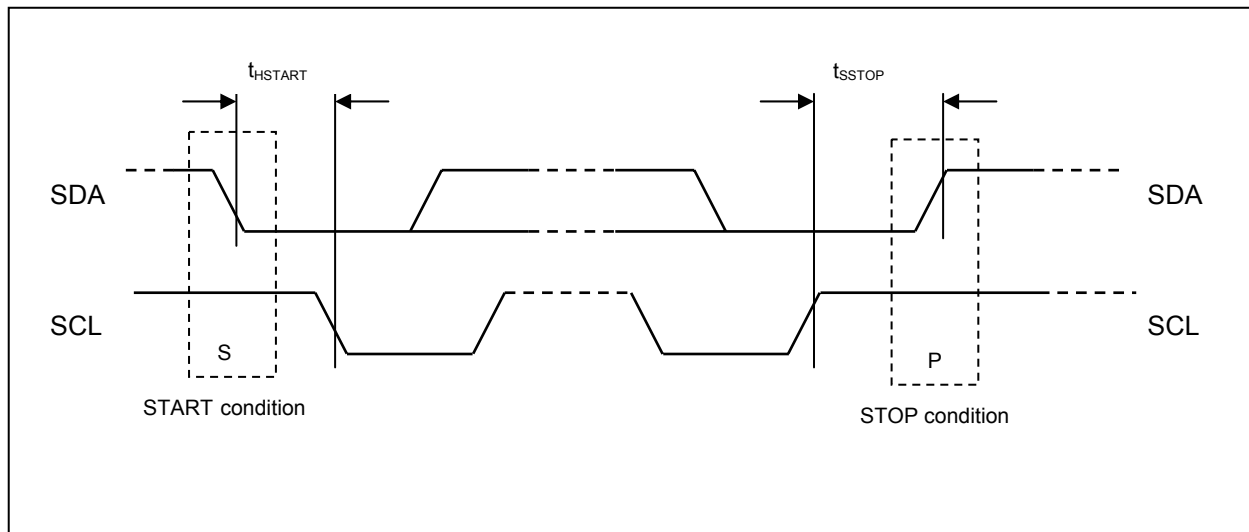 tHSTART
tSSTOP
SDA
SDA
SCL
SCL
S
P
START condition
STOP condition